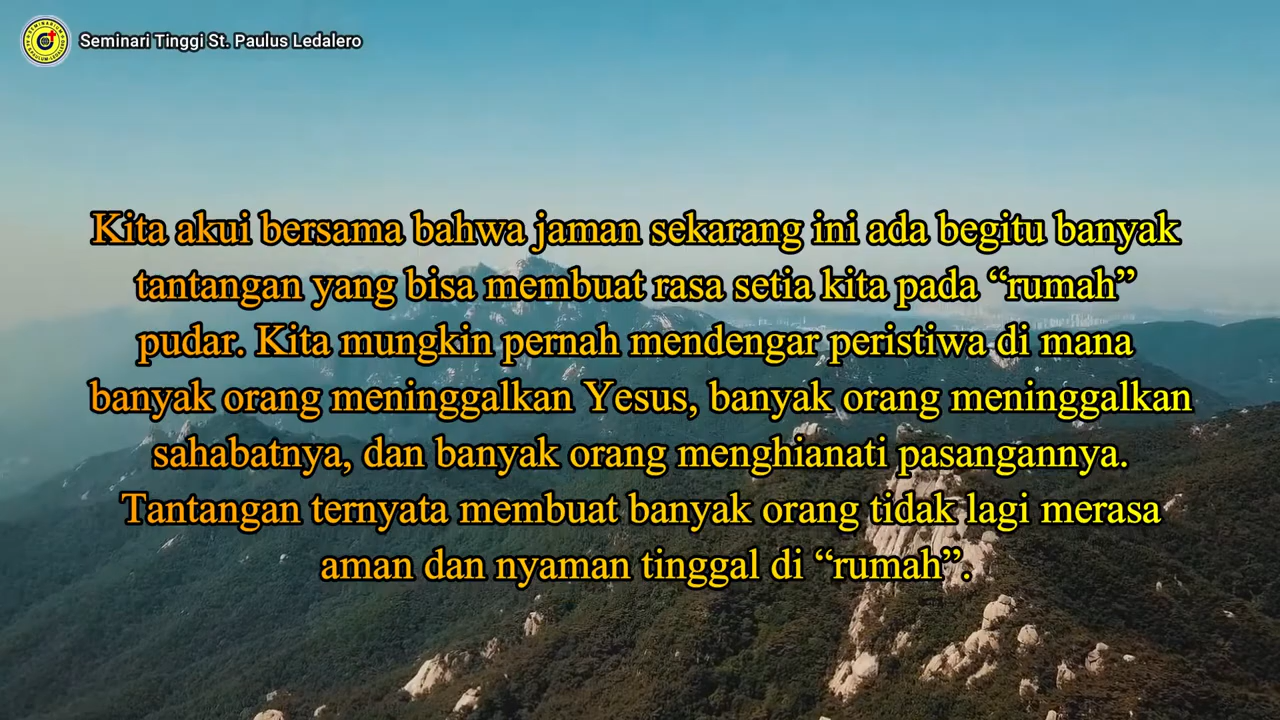 Seminari Tinggi St. Paulus Ledalero
Kita akui bersama bahwa jaman sekarang ini ada begitu banyak
tantangan yang bisa membuat rasa setia kita pada “rumah”
pudar. Kita mungkin pernah mendengar peristiwa di mana
banyak orang meninggalkan Yesus, banyak orang meninggalkan
sahabatnya, dan banyak orang menghianati pasangannya.
Tantangan ternyata membuat banyak orang tidak lagi merasa
aman dan nyaman tinggal di “rumah”.